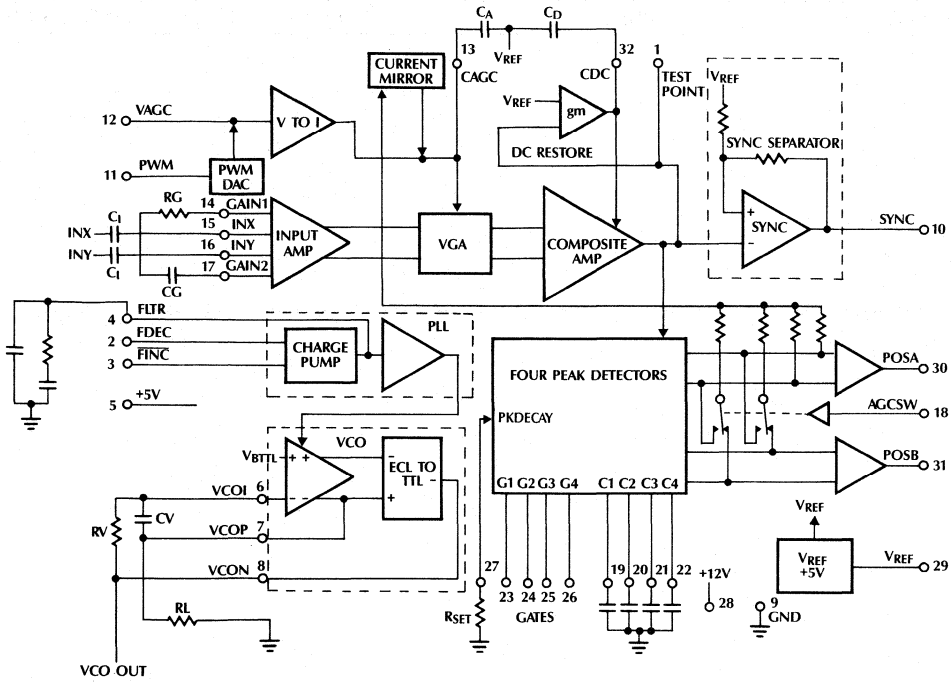 CA
CD
13
VREF
32
1
CURRENT
MIRROR
CAGC
CDC
TEST
POINT
VREF
12
VAGC
V TO I
VREF
gm
SYNC SEPARATOR
DC RESTORE
11
PWM
PWM
DAC
RG
14
GAIN1
CI
INX
15
INX
INPUT
AMP
VGA
COMPOSITE
AMP
+
SYNC
−
SYNC
10
INY
CI
16
INY
17
GAIN2
CG
4
FLTR
PLL
2
FDEC
CHARGE
PUMP
3
FINC
FOUR PEAK DETECTORS
POSA
30
5
+5V
PKDECAY
AGCSW
18
VBTTL
+ +
VCO
−
ECL TO
TTL
−
POSB
31
VCOI
6
− −
+
G1 G2 G3 G4
C1 C2 C3 C4
RV
CV
VCOP
7
VREF
VCON
8
27
VREF
+5V
VREF
29
19 20 21 22
+12V
23 24 25 26
28
9
GND
RL
RSET
GATES
VCO OUT